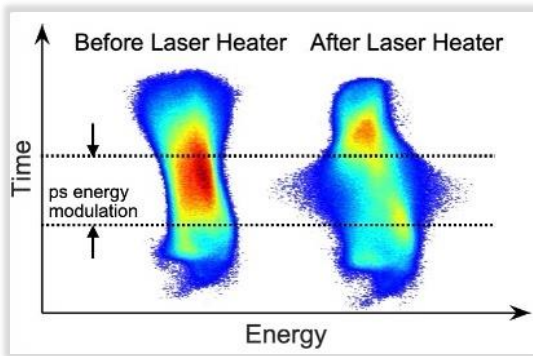 Before Laser Heater
After Laser Heater
Time
ps energy
modulation
Energy